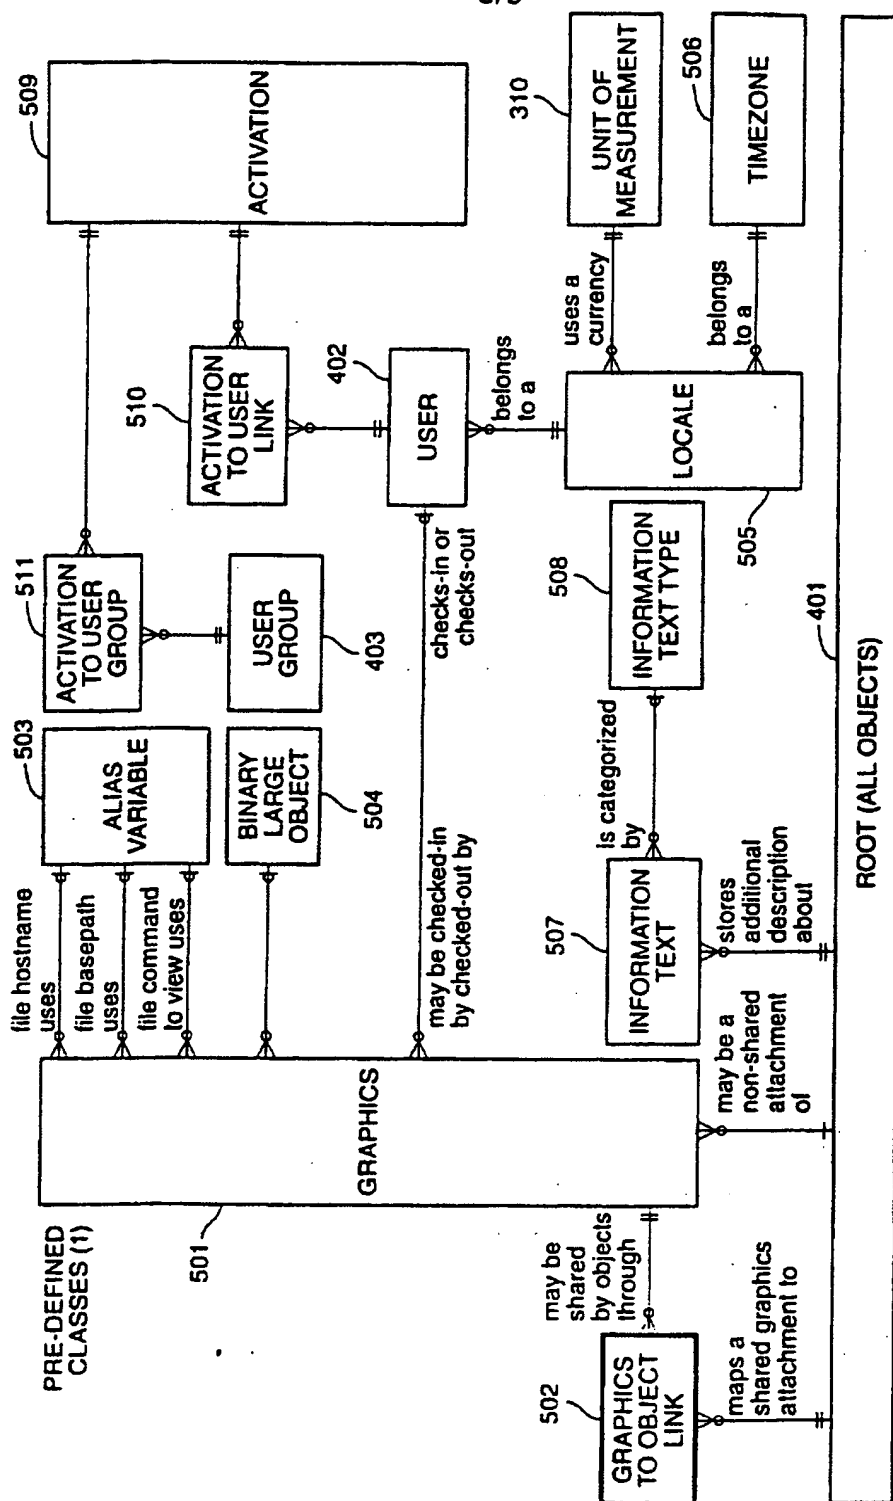 PRE-DEFINED
CLASSES (1)
501
GRAPHICS
file hostname
uses
file basepath
uses
file command
to view uses
503
ALIAS
VARIABLE
BINARY
LARGE
OBJECT
504
511
ACTIVATION
TO USER
GROUP
USER
GROUP
403
509
ACTIVATION
510
ACTIVATION
TO USER
LINK
402
USER
may be checked-in
by checked-out by
checks-in or
checks-out
belongs
to a
LOCALE
505
uses a
currency
310
UNIT OF
MEASUREMENT
belongs
to a
506
TIMEZONE
508
INFORMATION
TEXT TYPE
Is categorized
by
507
INFORMATION
TEXT
stores
additional
description
about
may be a
non-shared
attachment
of
may be
shared
by objects
through
502
GRAPHICS
TO OBJECT
LINK
maps a
shared graphics
attachment to
401
ROOT (ALL OBJECTS)